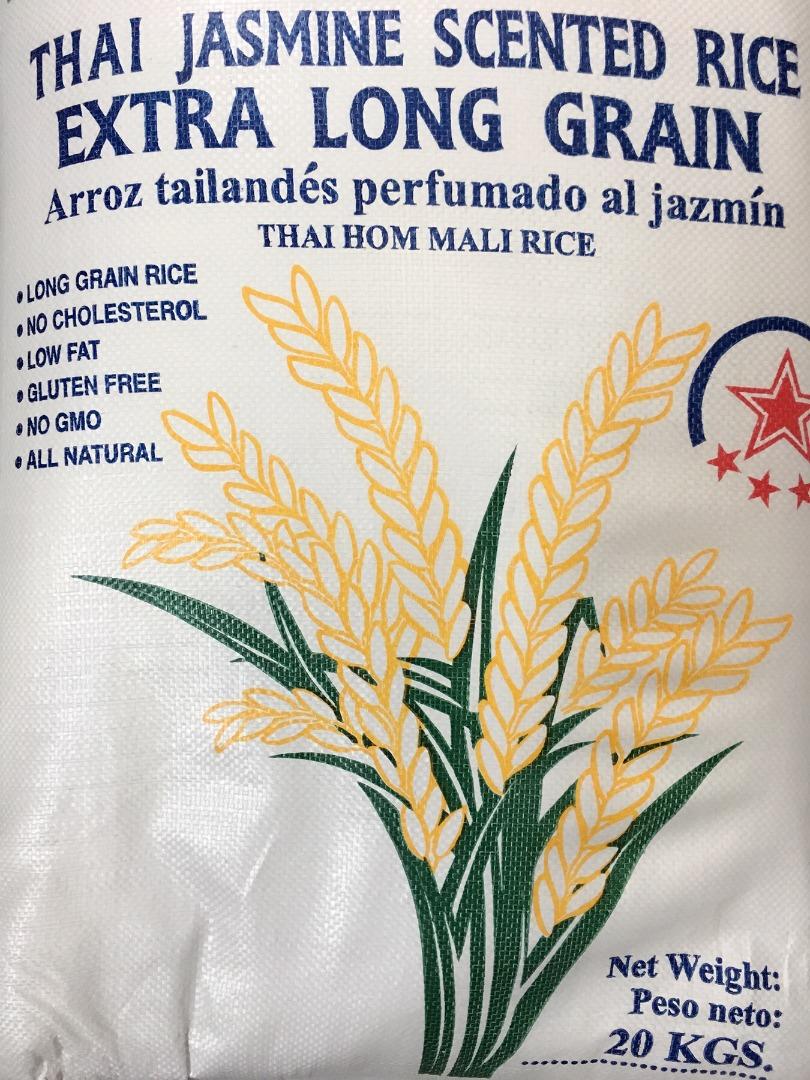 THAI JASMINE SCENTED RICE
EXTRA LONG GRAIN
Arroz tailandés perfumado al jazmín
THAI HOM MALI RICE
• LONG GRAIN RICE
• NO CHOLESTEROL
• LOW FAT
• GLUTEN FREE
• NO GMO
• ALL NATURAL
Net Weight:
Peso neto:
20 KGS.